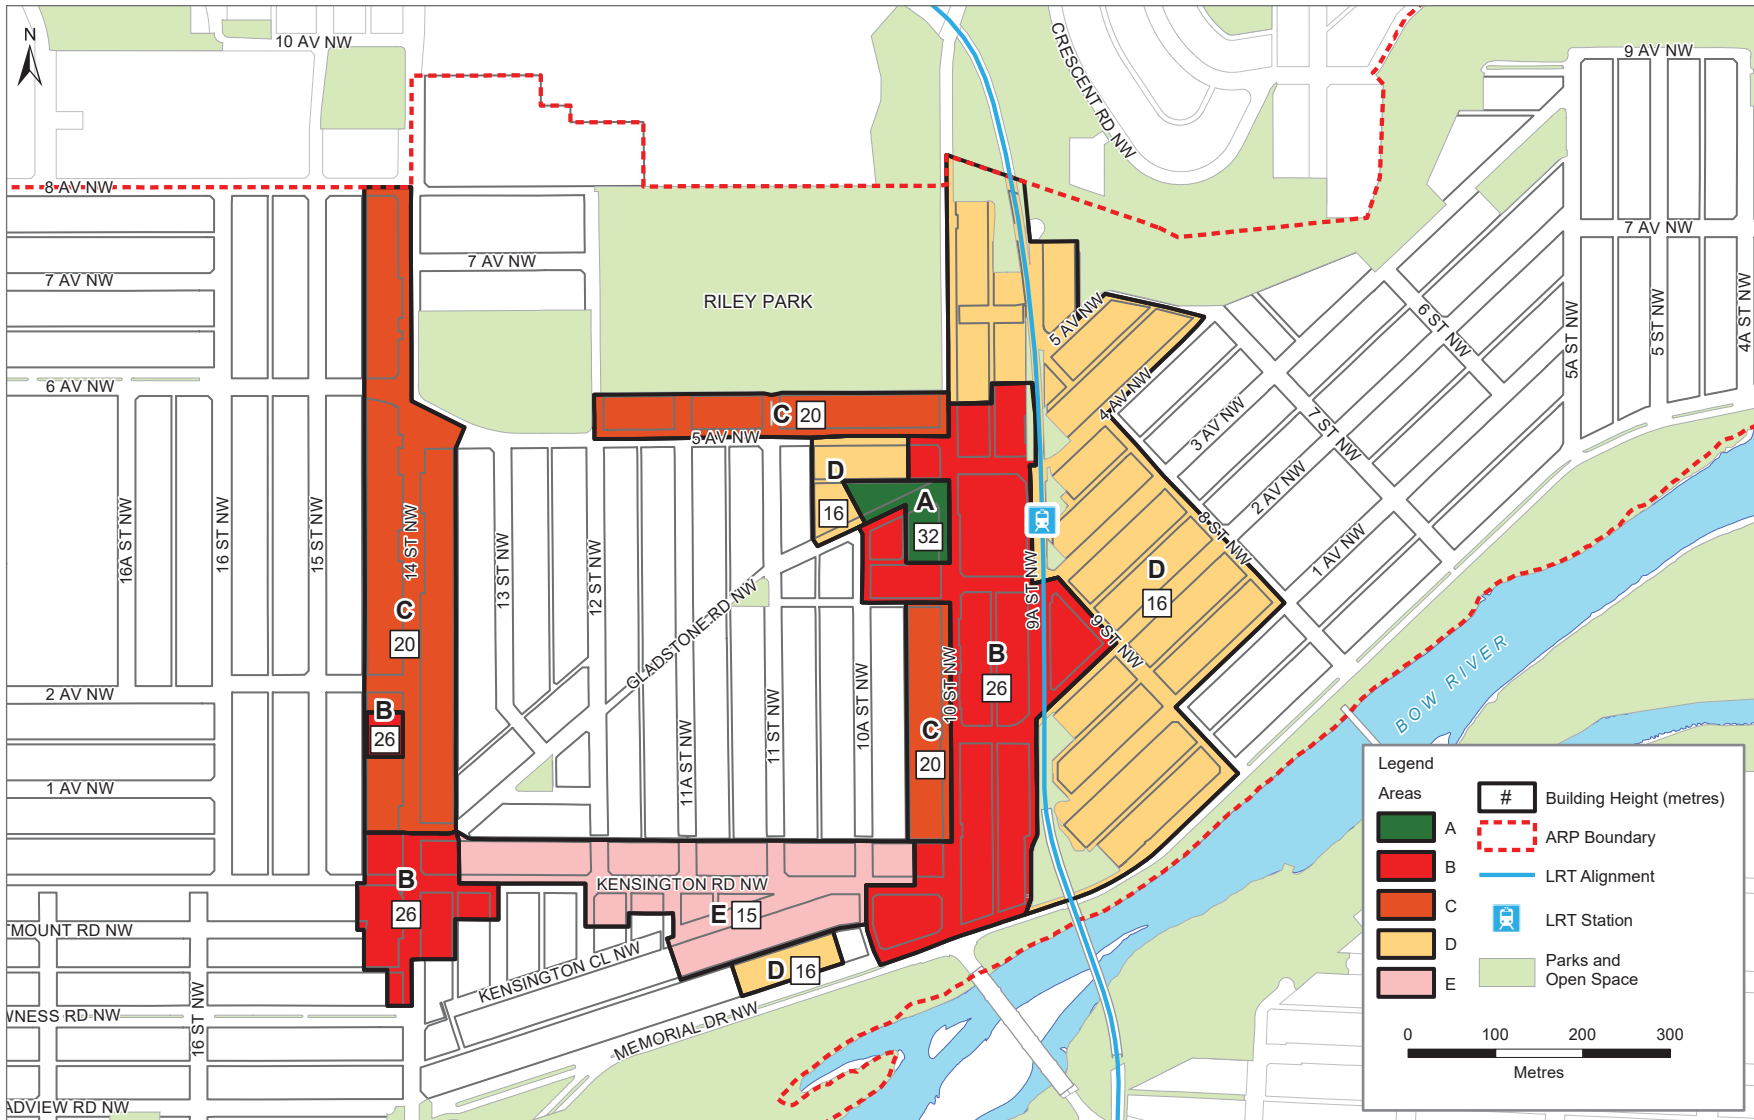 N
10 AV NW
CRESCENT RD NW
9 AV NW
8 AV NW
7 AV NW
7 AV NW
7 AV NW
RILEY PARK
5 AV NW
6 ST NW
5A ST NW
5 ST NW
4A ST NW
6 AV NW
4 AV NW
C 20
5 AV NW
3 AV NW
7 ST NW
D
16
A
32
2 AV NW
16A ST NW
16 ST NW
15 ST NW
14 ST NW
13 ST NW
12 ST NW
8 ST NW
1 AV NW
9A ST NW
D
16
GLADSTONE RD NW
C
20
9 ST NW
B
26
10 ST NW
2 AV NW
B
26
11A ST NW
11 ST NW
10A ST NW
C
20
BOW RIVER
1 AV NW
B
26
KENSINGTON RD NW
E 15
TMOUNT RD NW
KENSINGTON CL NW
D 16
WNESS RD NW
16 ST NW
MEMORIAL DR NW
ADVIEW RD NW
Legend
Areas
A
B
C
D
E
# Building Height (metres)
ARP Boundary
LRT Alignment
LRT Station
Parks and
Open Space
0 100 200 300
Metres